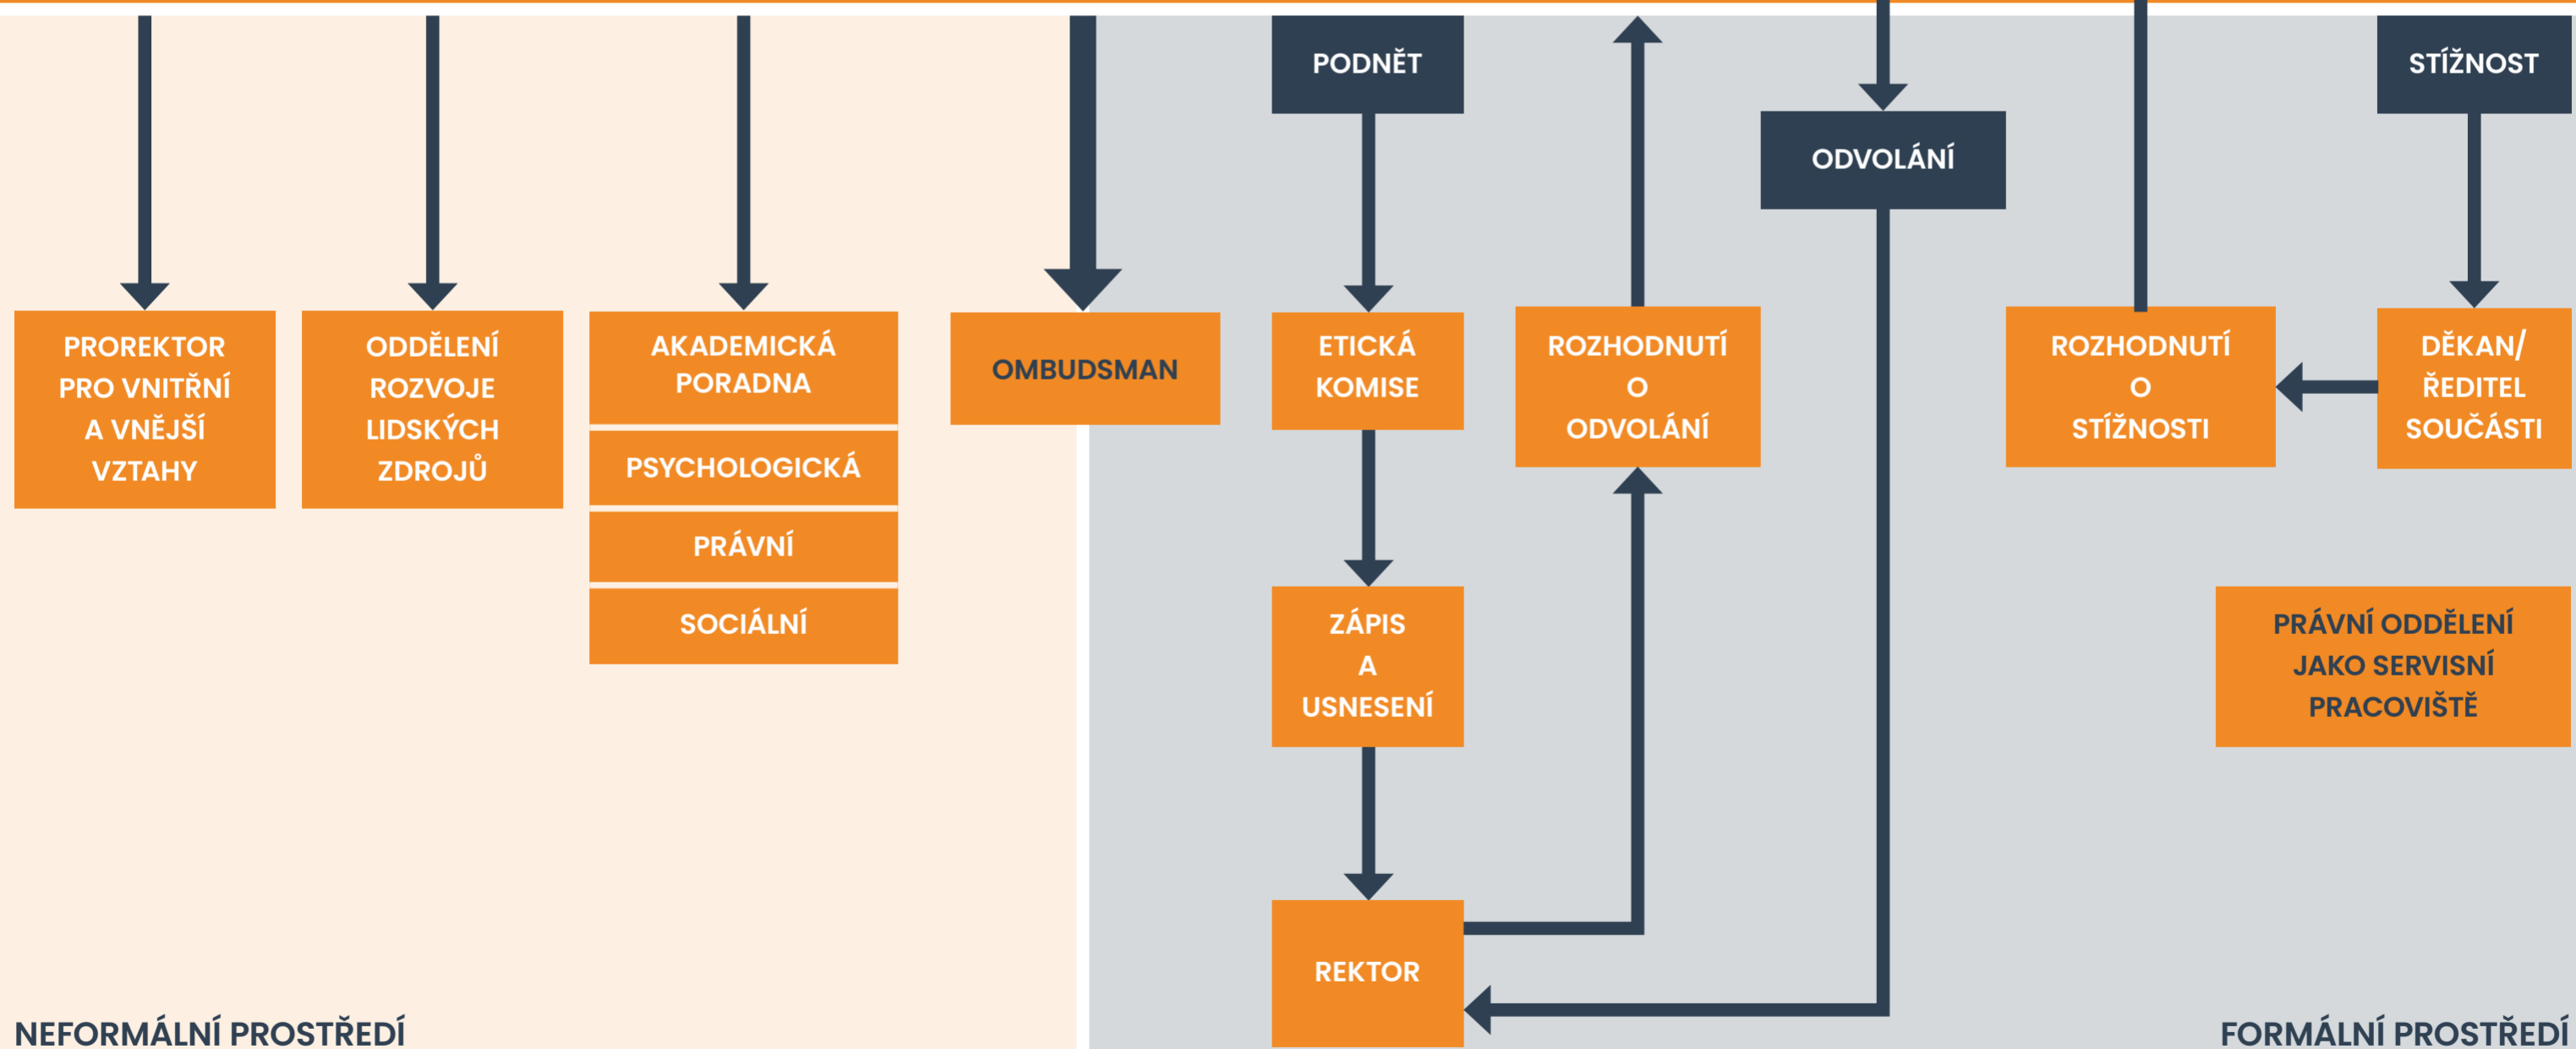 PODNĚT
STÍŽNOST
ODVOLÁNÍ
PROREKTOR
PRO VNITŘNÍ
A VNĚJŠÍ
VZTAHY
ODDĚLENÍ
ROZVOJE
LIDSKÝCH
ZDROJŮ
AKADEMICKÁ
PORADNA
PSYCHOLOGICKÁ
PRÁVNÍ
SOCIÁLNÍ
OMBUDSMAN
ETICKÁ
KOMISE
ROZHODNUTÍ
O
ODVOLÁNÍ
ROZHODNUTÍ
O
STÍŽNOSTI
DĚKAN/
ŘEDITEL
SOUČÁSTI
ZÁPIS
A
USNESENÍ
PRÁVNÍ ODDĚLENÍ
JAKO SERVISNÍ
PRACOVIŠTĚ
REKTOR
NEFORMÁLNÍ PROSTŘEDÍ
FORMÁLNÍ PROSTŘEDÍ